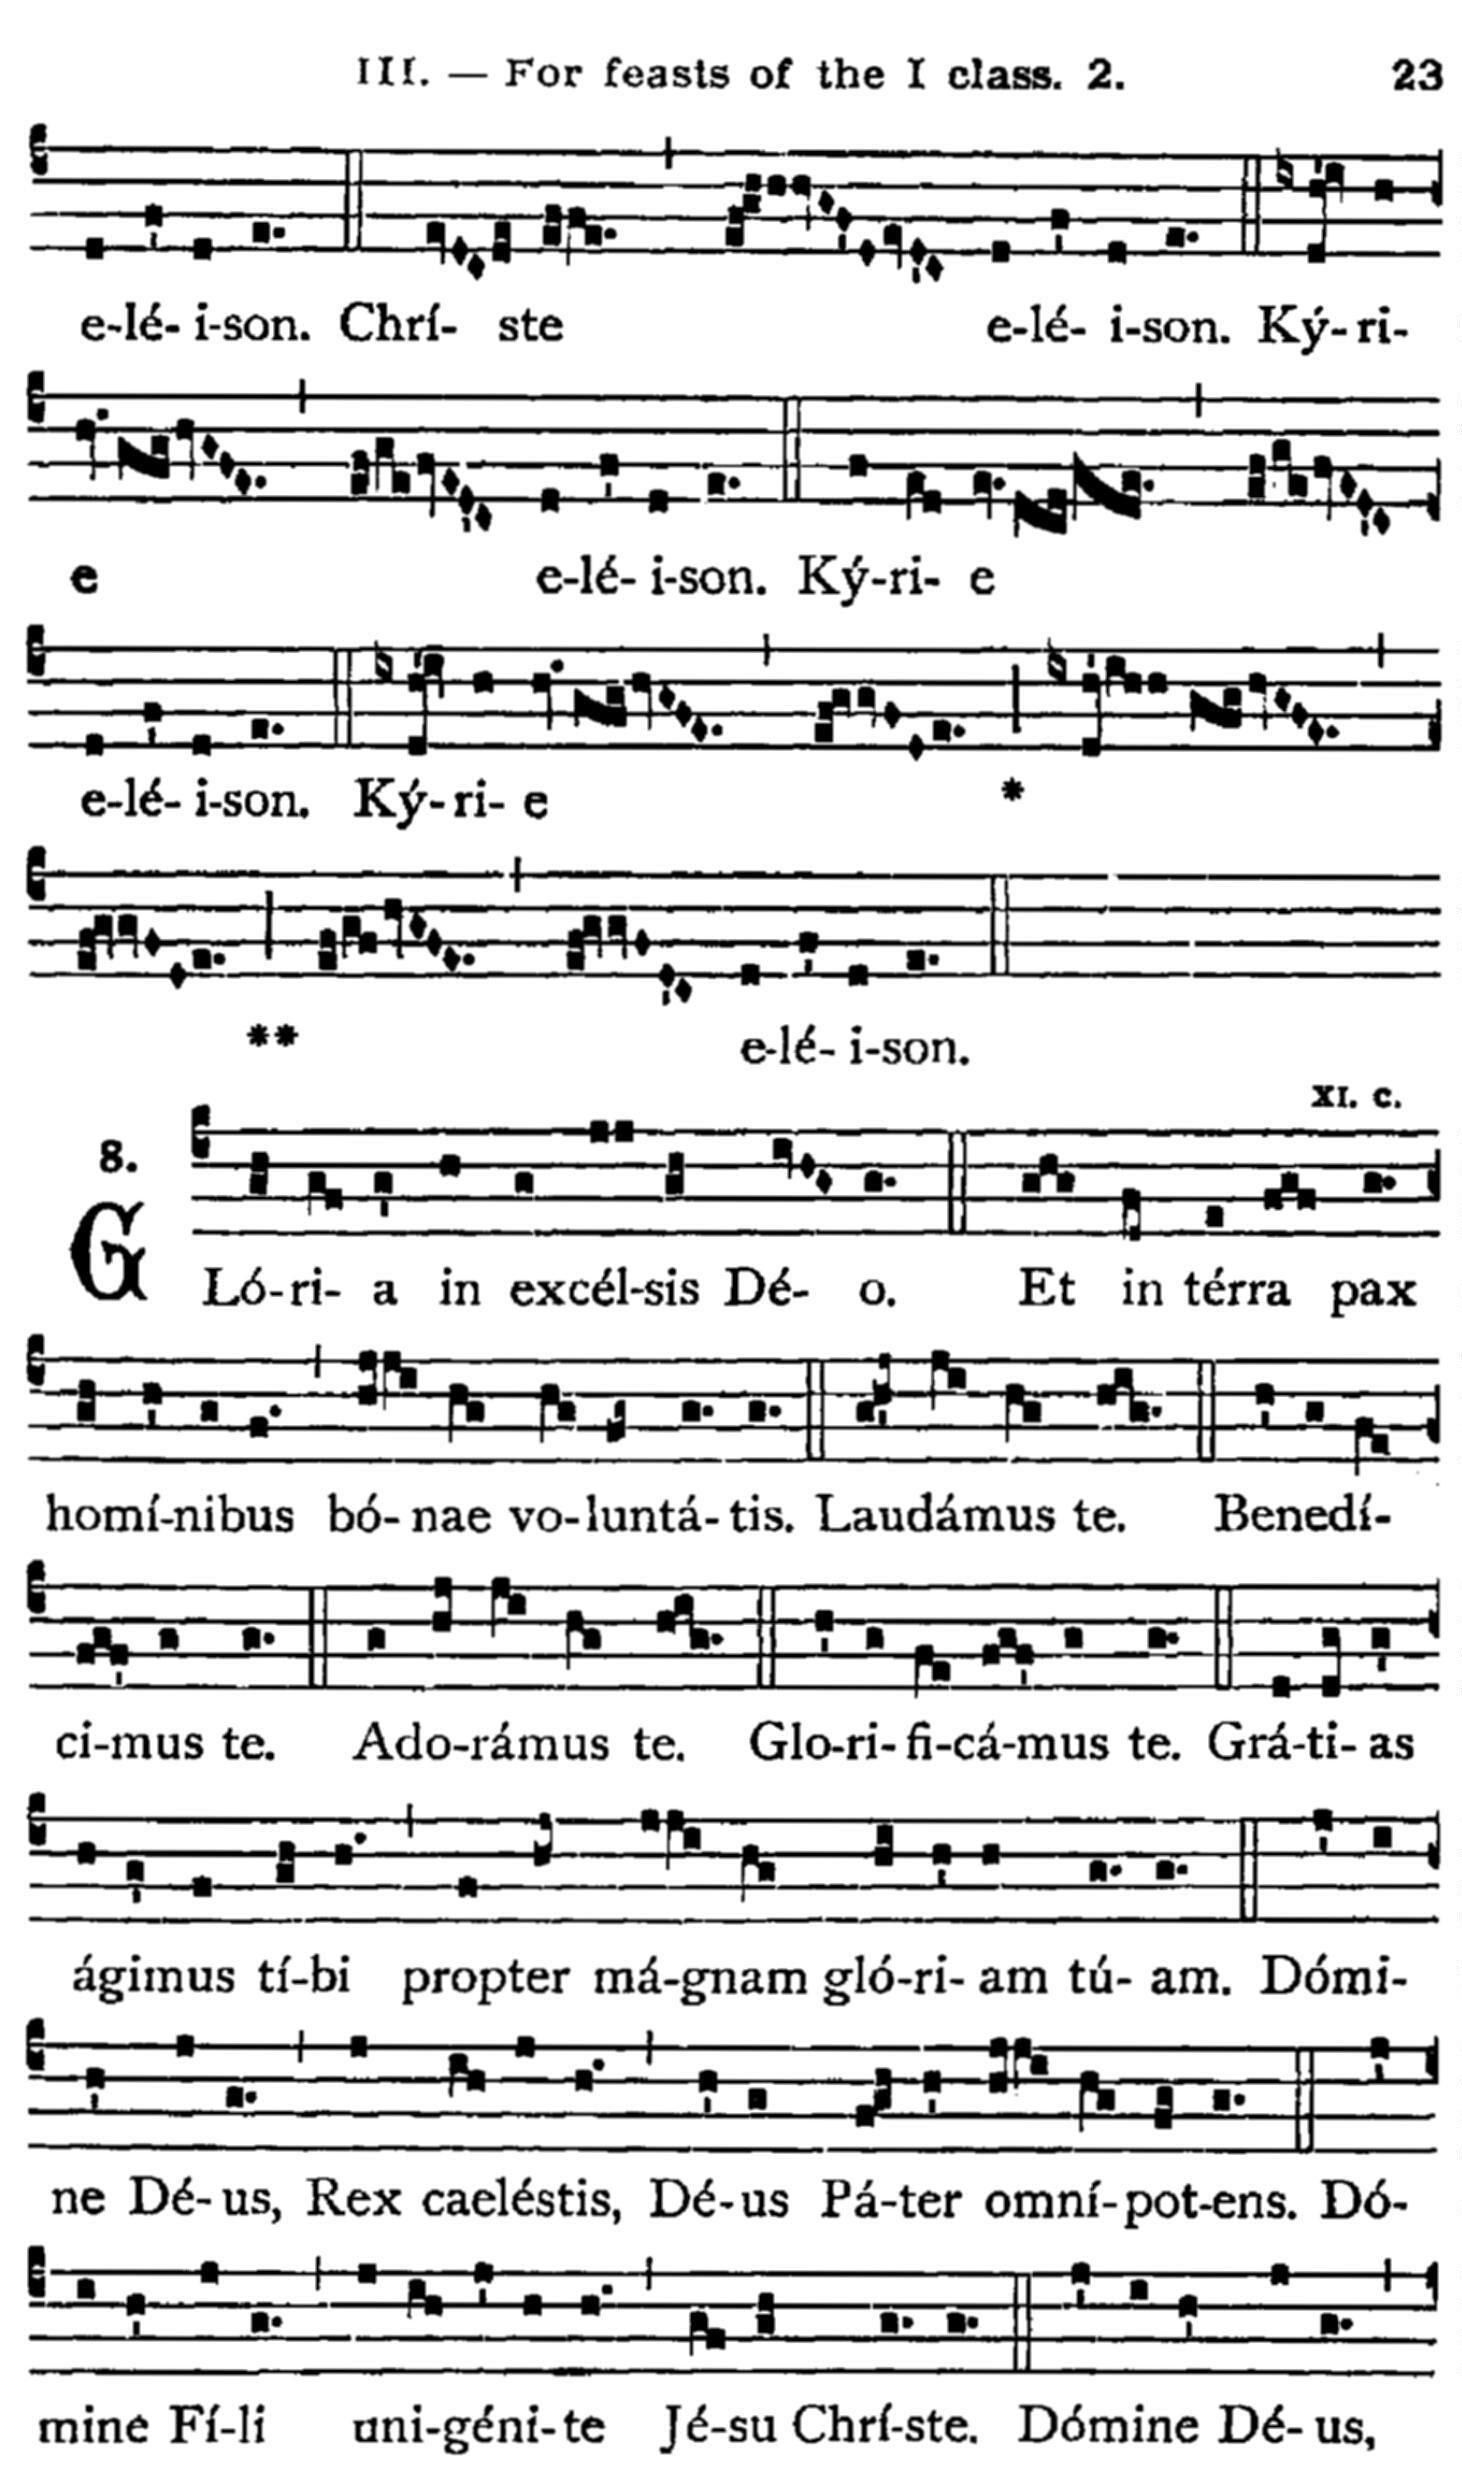 III. — For feasts of the I class. 2. 23
e-lé- i-son. Chrí- ste e-lé- i-son. Ký- ri-
e e-lé- i-son. Ký-ri- e
e-lé- i-son. Ký- ri- e *
** e-lé- i-son.
XI. c.
8.
GLó-ri- a in excél-sis Dé- o. Et in térra pax
homí-nibus bó- nae vo-luntá- tis. Laudámus te. Benedí-
ci-mus te. Ado-rámus te. Glo-ri- fi-cá-mus te. Grá-ti- as
ágimus tí-bi propter má-gnam gló-ri- am tú- am. Dómi-
ne Dé- us, Rex caeléstis, Dé- us Pá-ter omní-pot-ens. Dó-
mine Fí-li uni-géni- te Jé-su Chrí-ste. Dómine Dé- us,